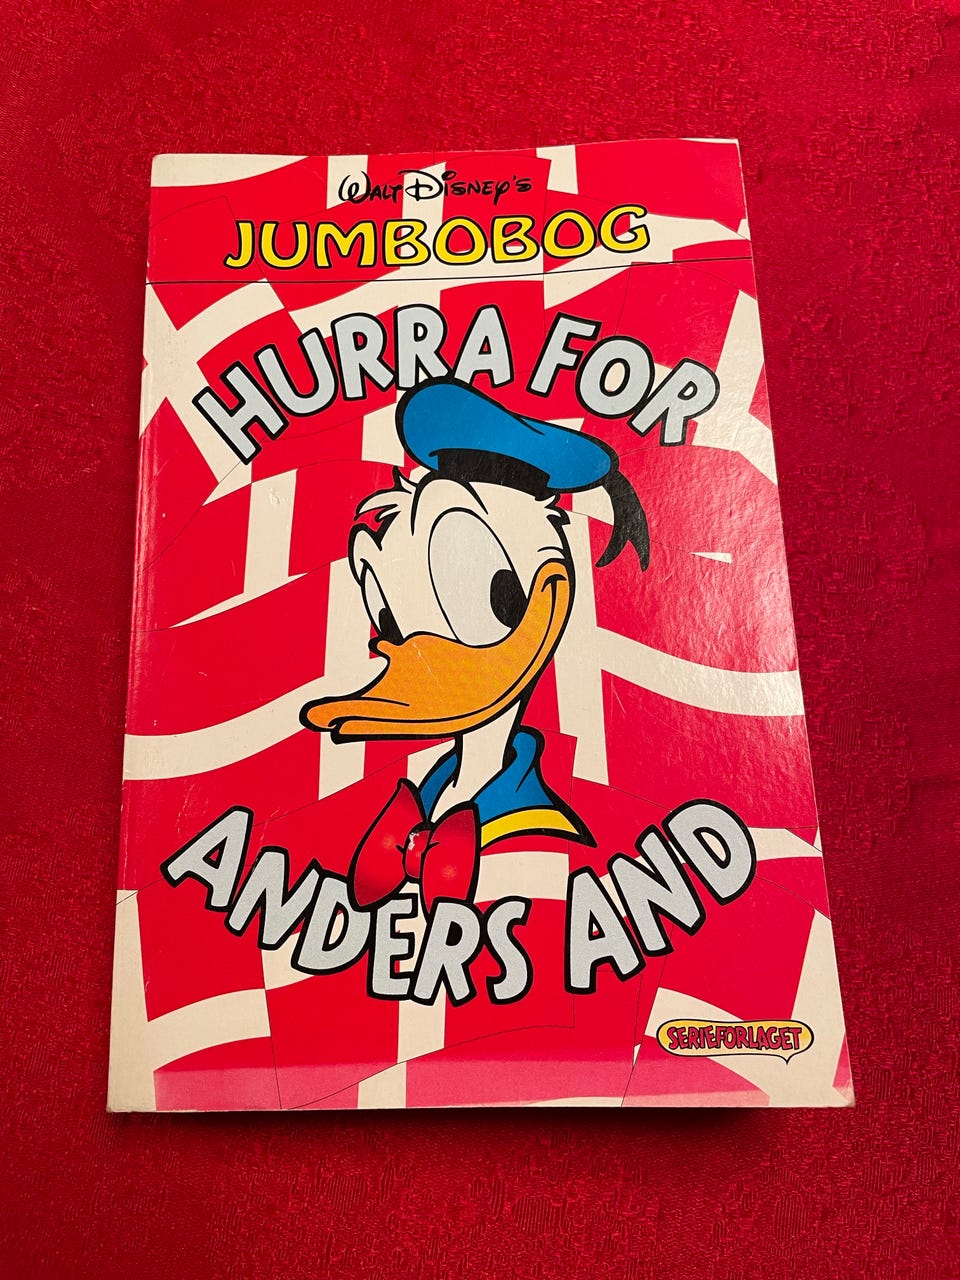 WALT DISNEY'S
JUMBOBOG
HURRA FOR
ANDERS AND
SERIEFORLAGET